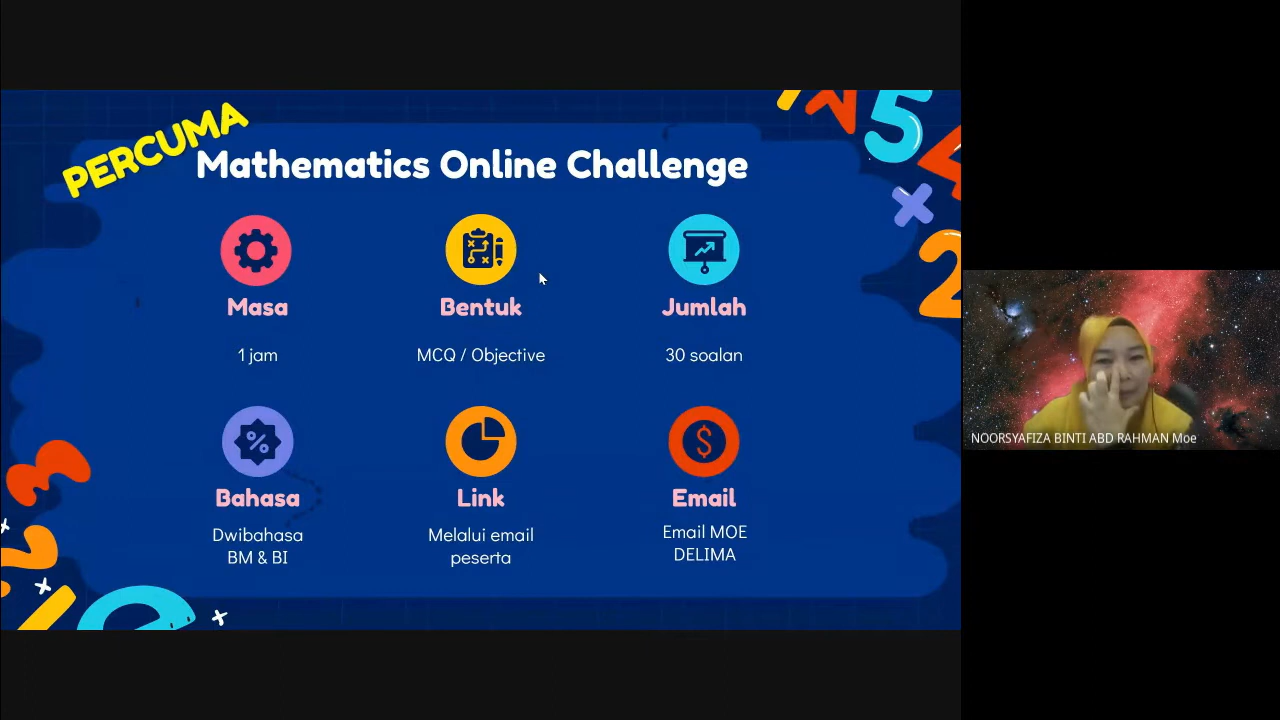 PERCUMA
Mathematics Online Challenge
Masa
1 jam
Bentuk
MCQ / Objective
Jumlah
30 soalan
Bahasa
Dwibahasa
BM & BI
Link
Melalui email
peserta
Email
Email MOE
DELIMA
NOORSYAFIZA BINTI ABD RAHMAN Moe